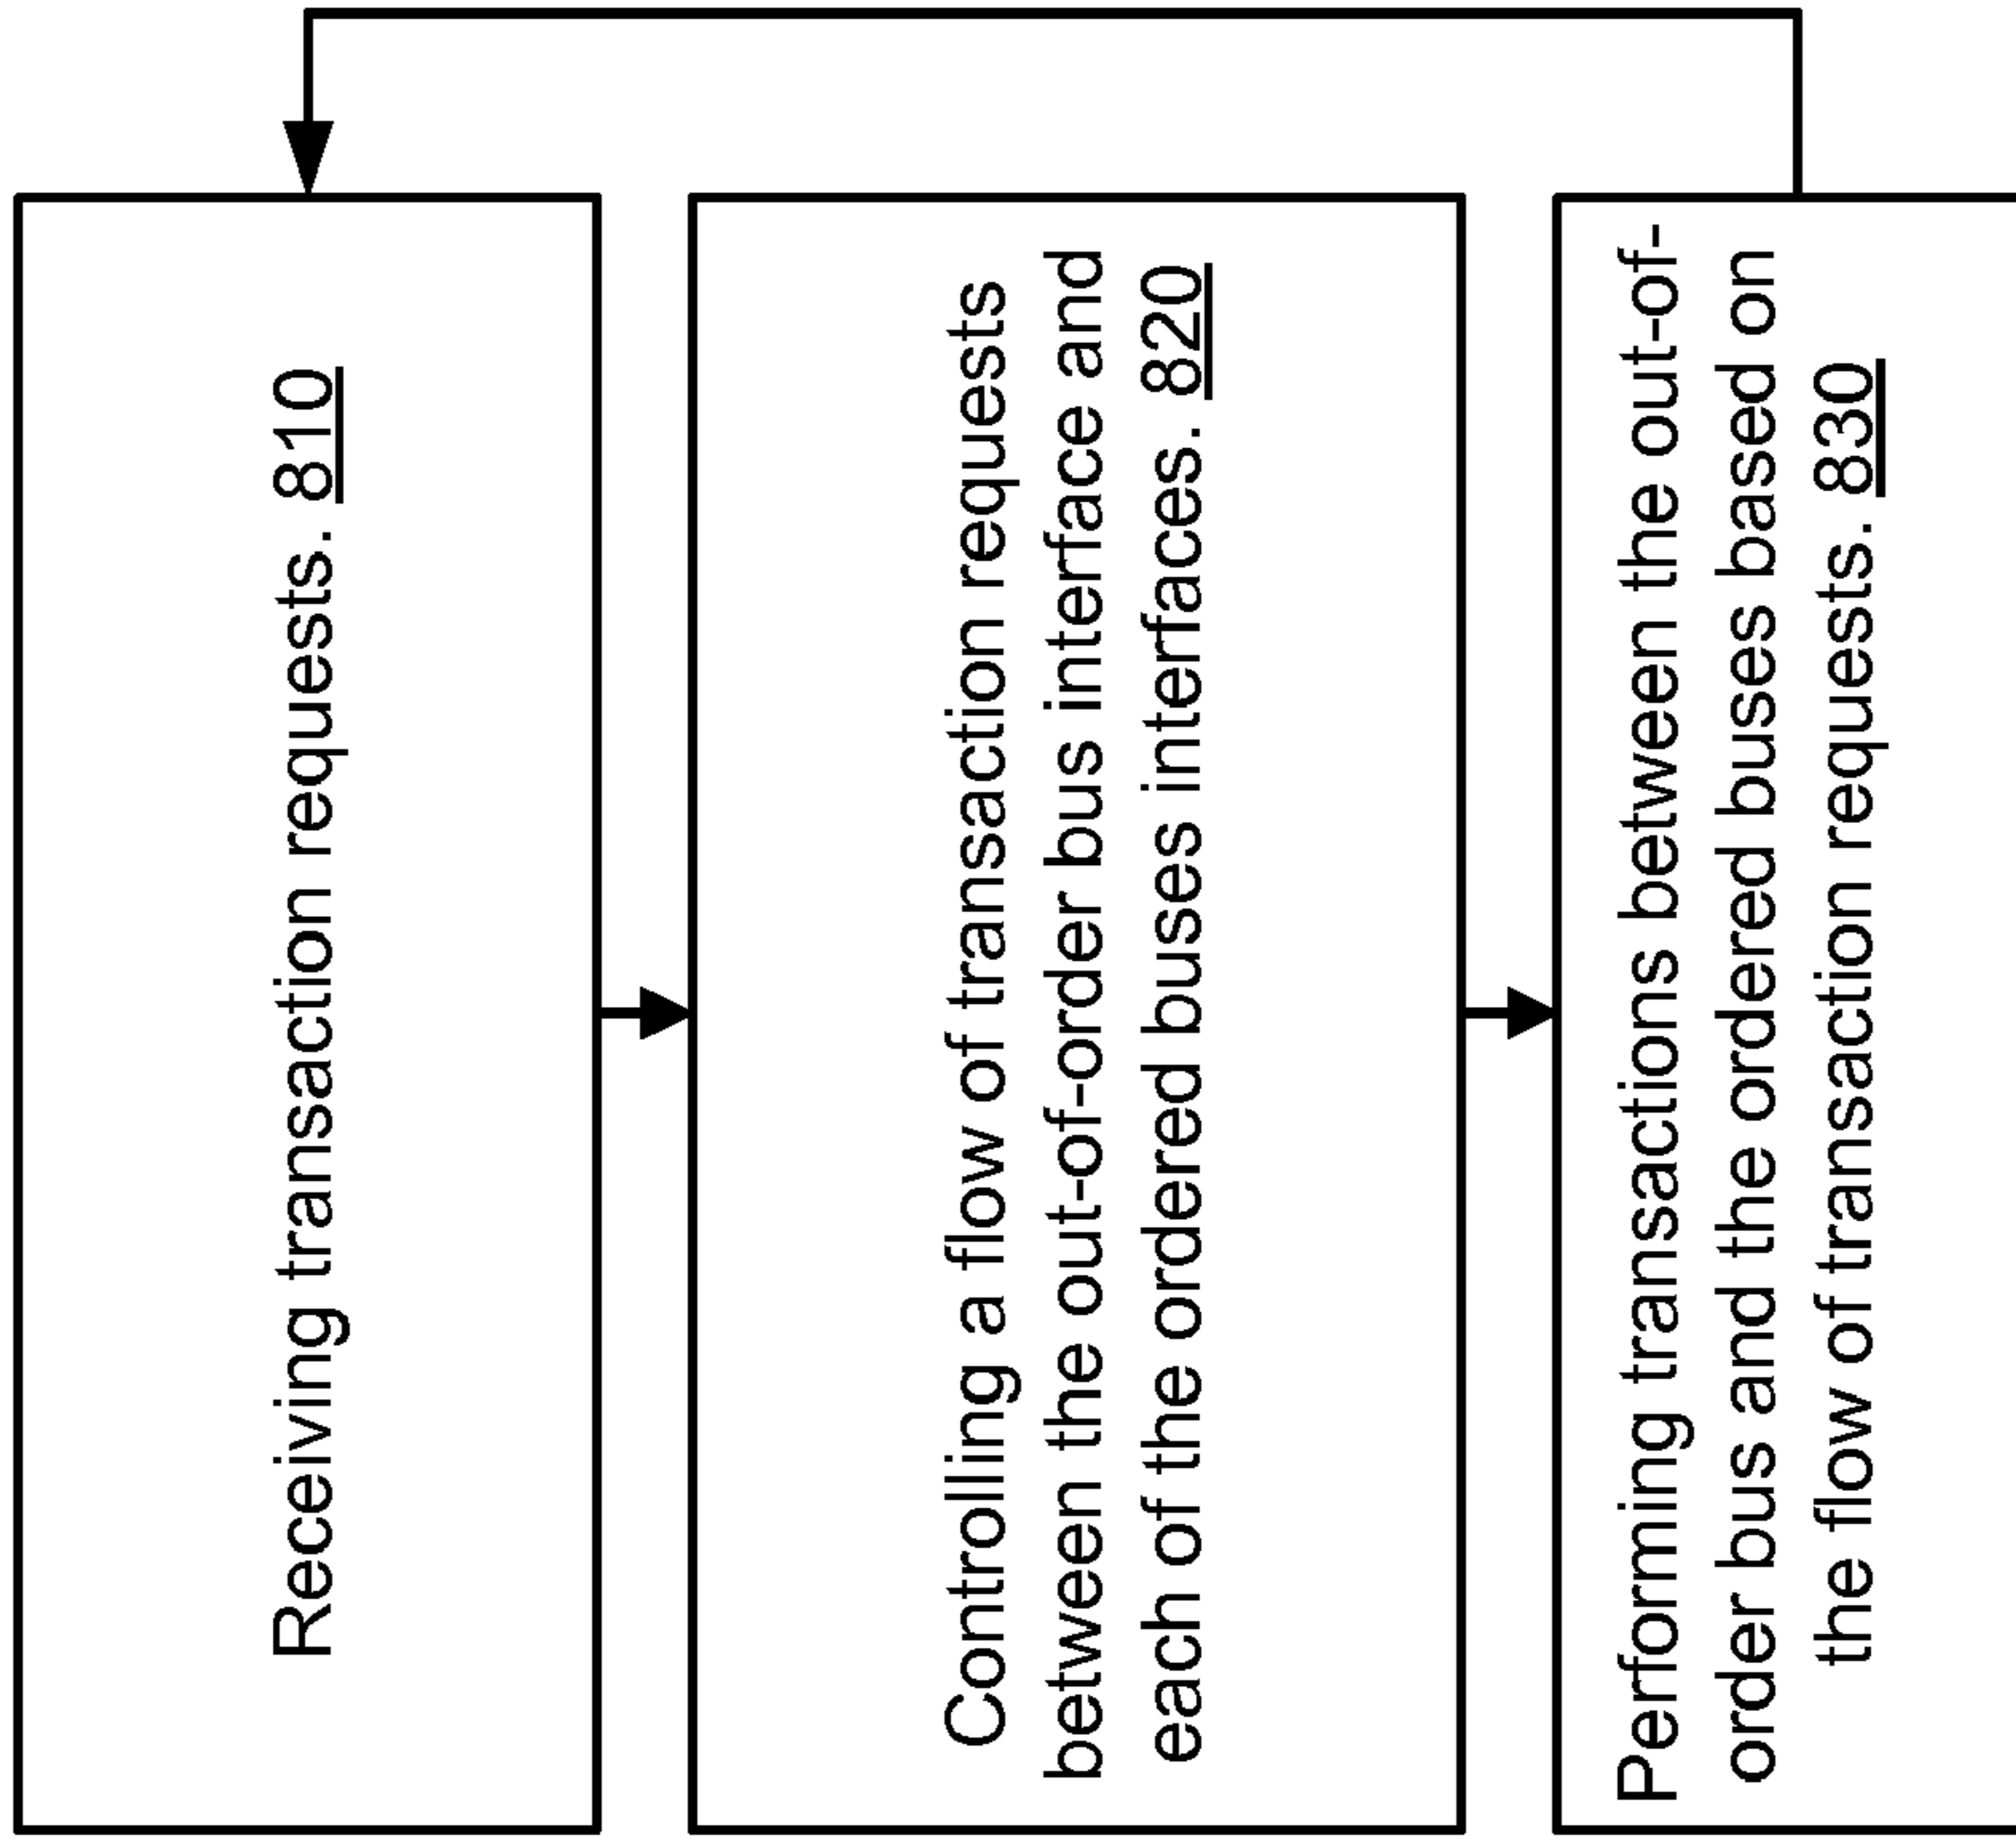 Receiving transaction requests. 810
Controlling a flow of transaction requests
between the out-of-order bus interface and
each of the ordered buses interfaces. 820
Performing transactions between the out-of-
order bus and the ordered buses based on
the flow of transaction requests. 830